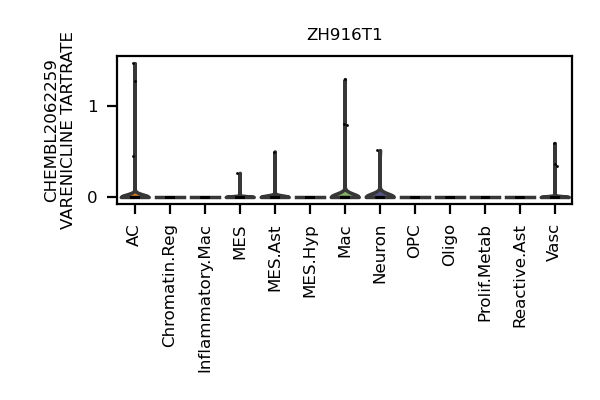 ZH916T1
CHEMBL2062259
VARENICLINE TARTRATE
1
0
AC
Chromatin.Reg
Inflammatory.Mac
MES
MES.Ast
MES.Hyp
Mac
Neuron
OPC
Oligo
Prolif.Metab
Reactive.Ast
Vasc